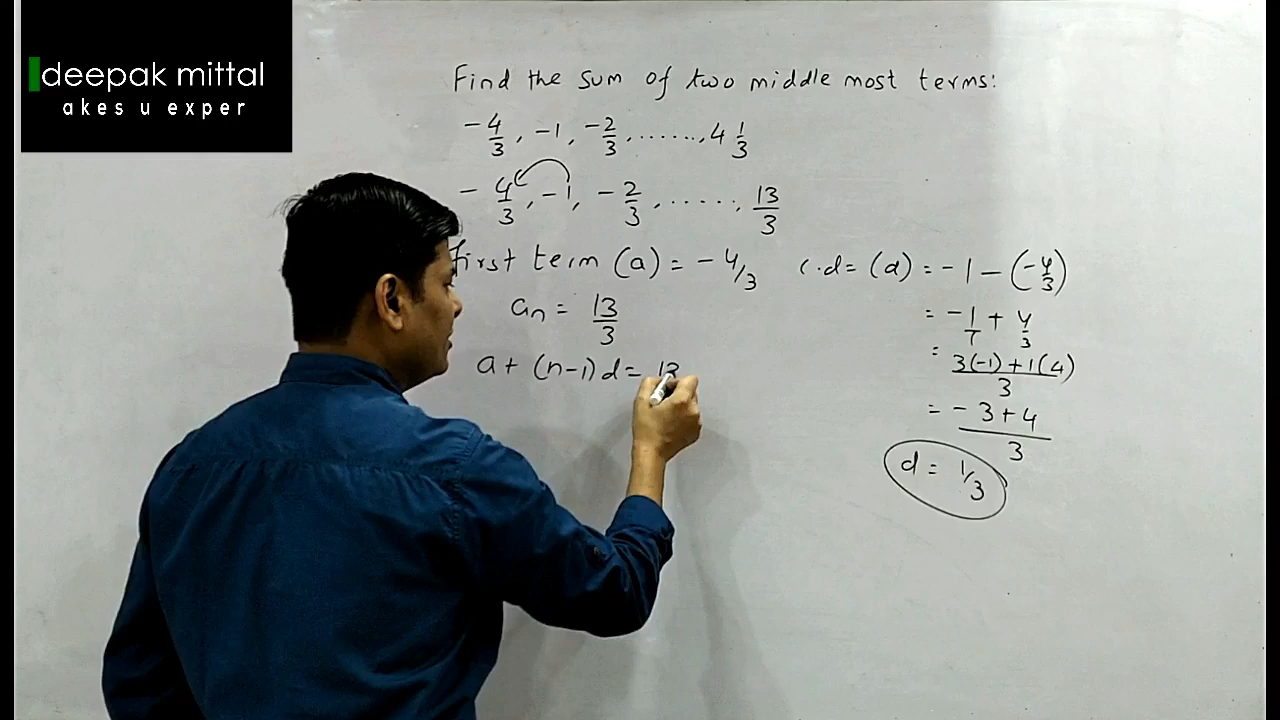 deepak mittal
akes u exper
Find the sum of two middle most terms:
-4/3, -1, -2/3, ......, 4 1/3
- 4/3, -1, - 2/3, ......, 13/3
First term (a) = - 4/3
an = 13/3
a + (n-1)d = 13
c.d = (d) = -1 - (-4/3)
= -1/1 + 4/3
= 3(-1) + 1(4)/3
= - 3 + 4/3
d = 1/3